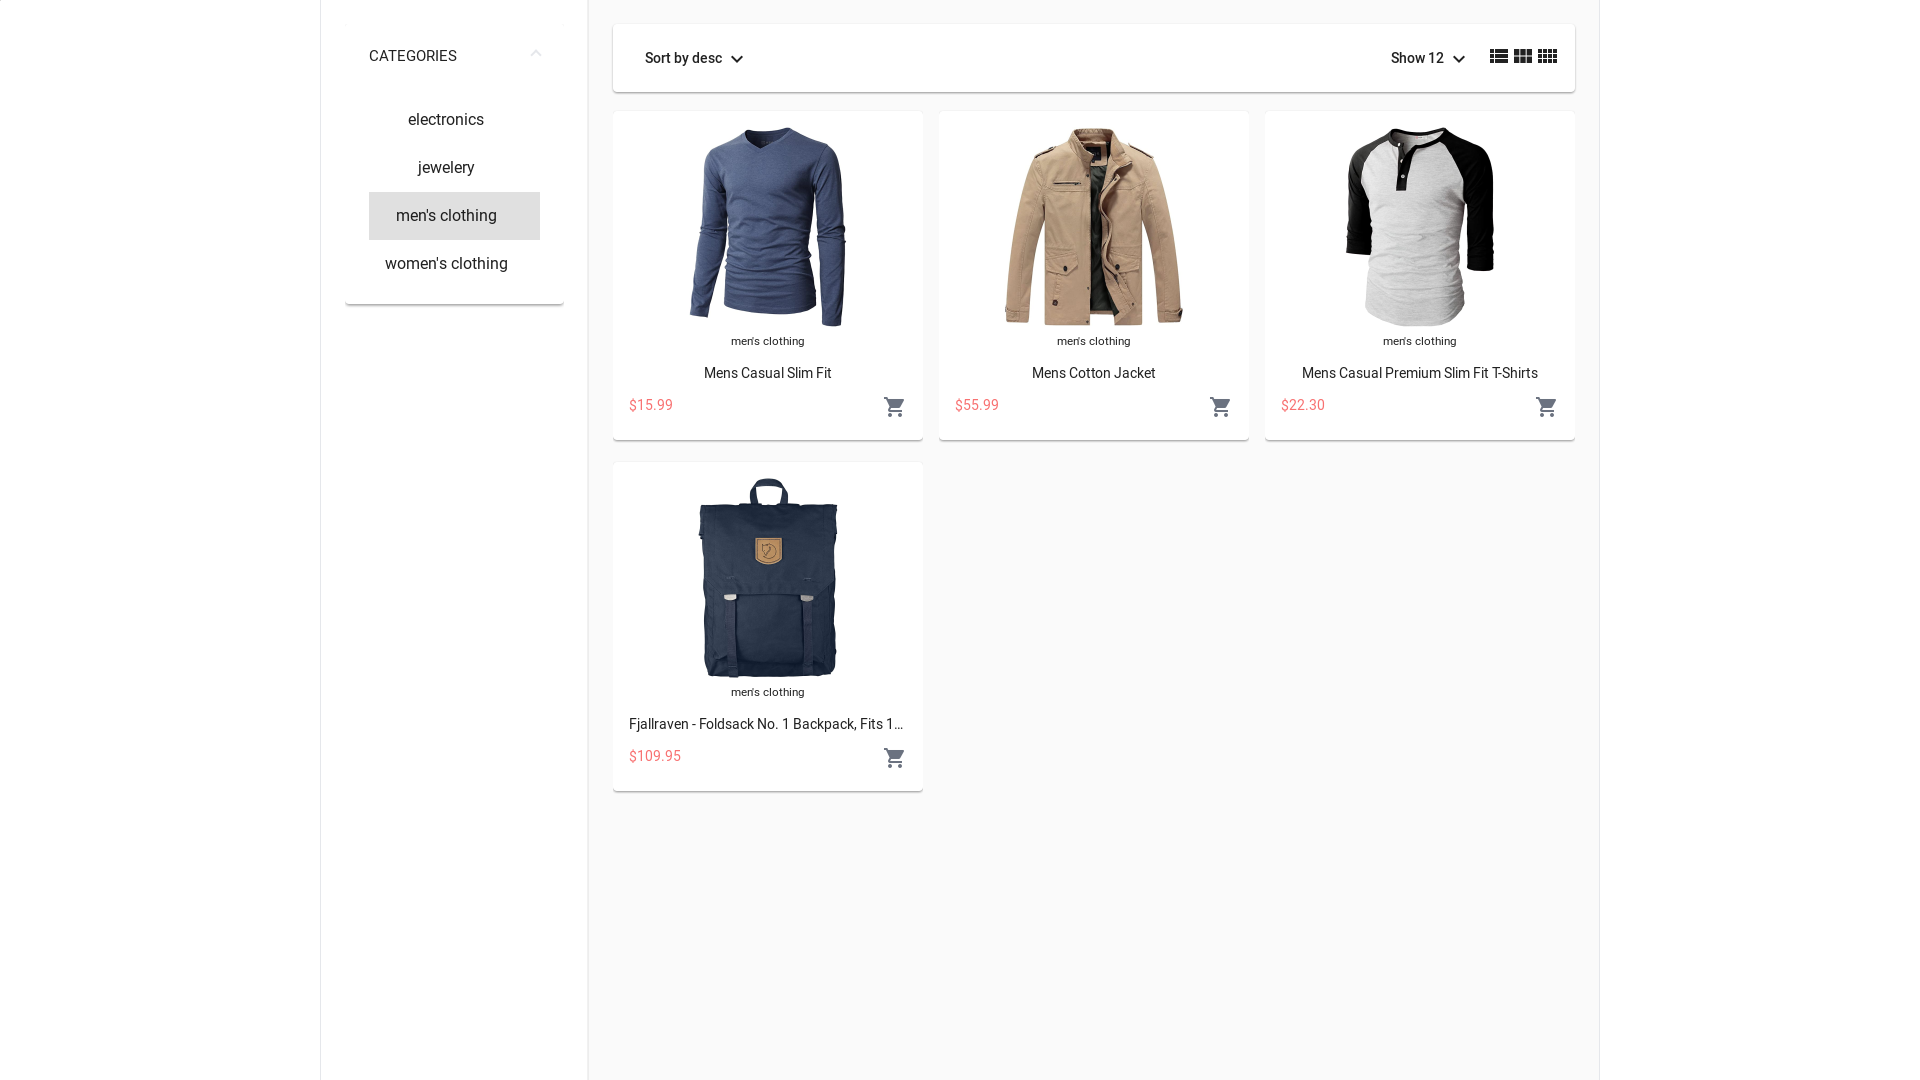 CATEGORIES
electronics
jewelery
men's clothing
women's clothing
Sort by desc
Show 12
men's clothing
Mens Casual Slim Fit
$15.99
men's clothing
Mens Cotton Jacket
$55.99
men's clothing
Mens Casual Premium Slim Fit T-Shirts
$22.30
men's clothing
Fjallraven - Foldsack No. 1 Backpack, Fits 1...
$109.95